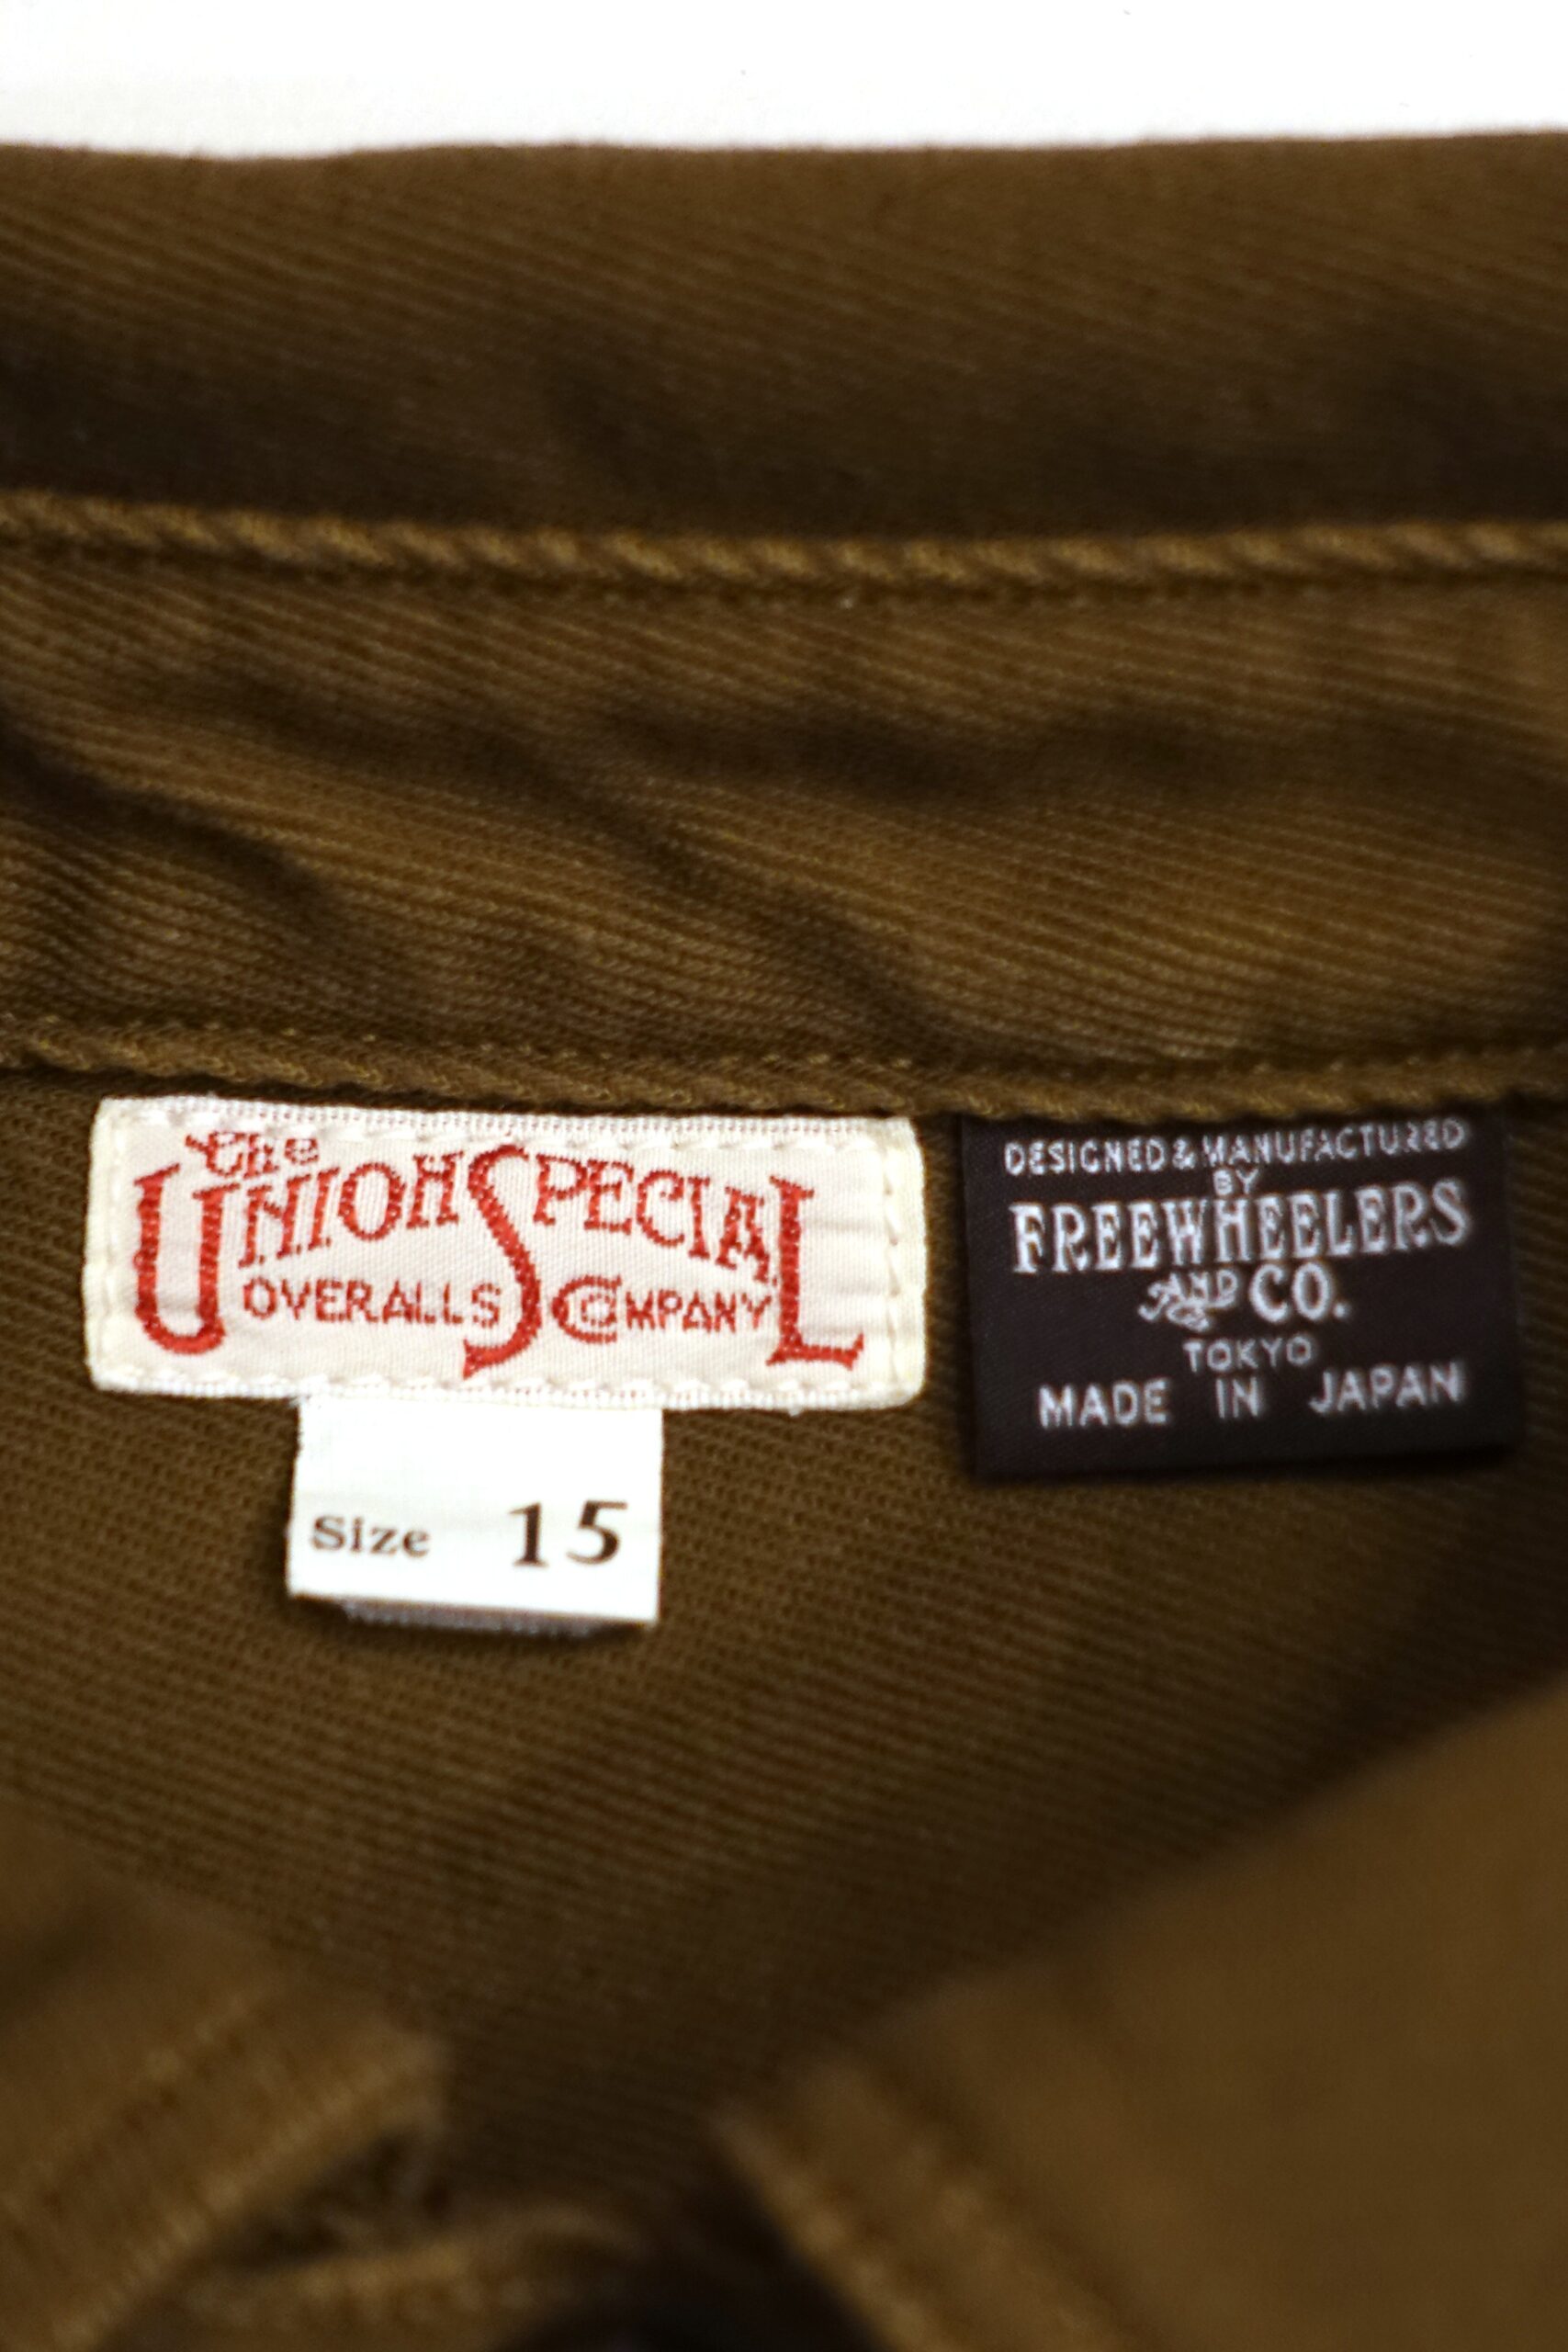 The
UNION SPECIAL
OVERALLS COMPANY
Size 15
DESIGNED & MANUFACTURED
BY
FREEWHEELERS
AND CO.
TOKYO
MADE IN JAPAN